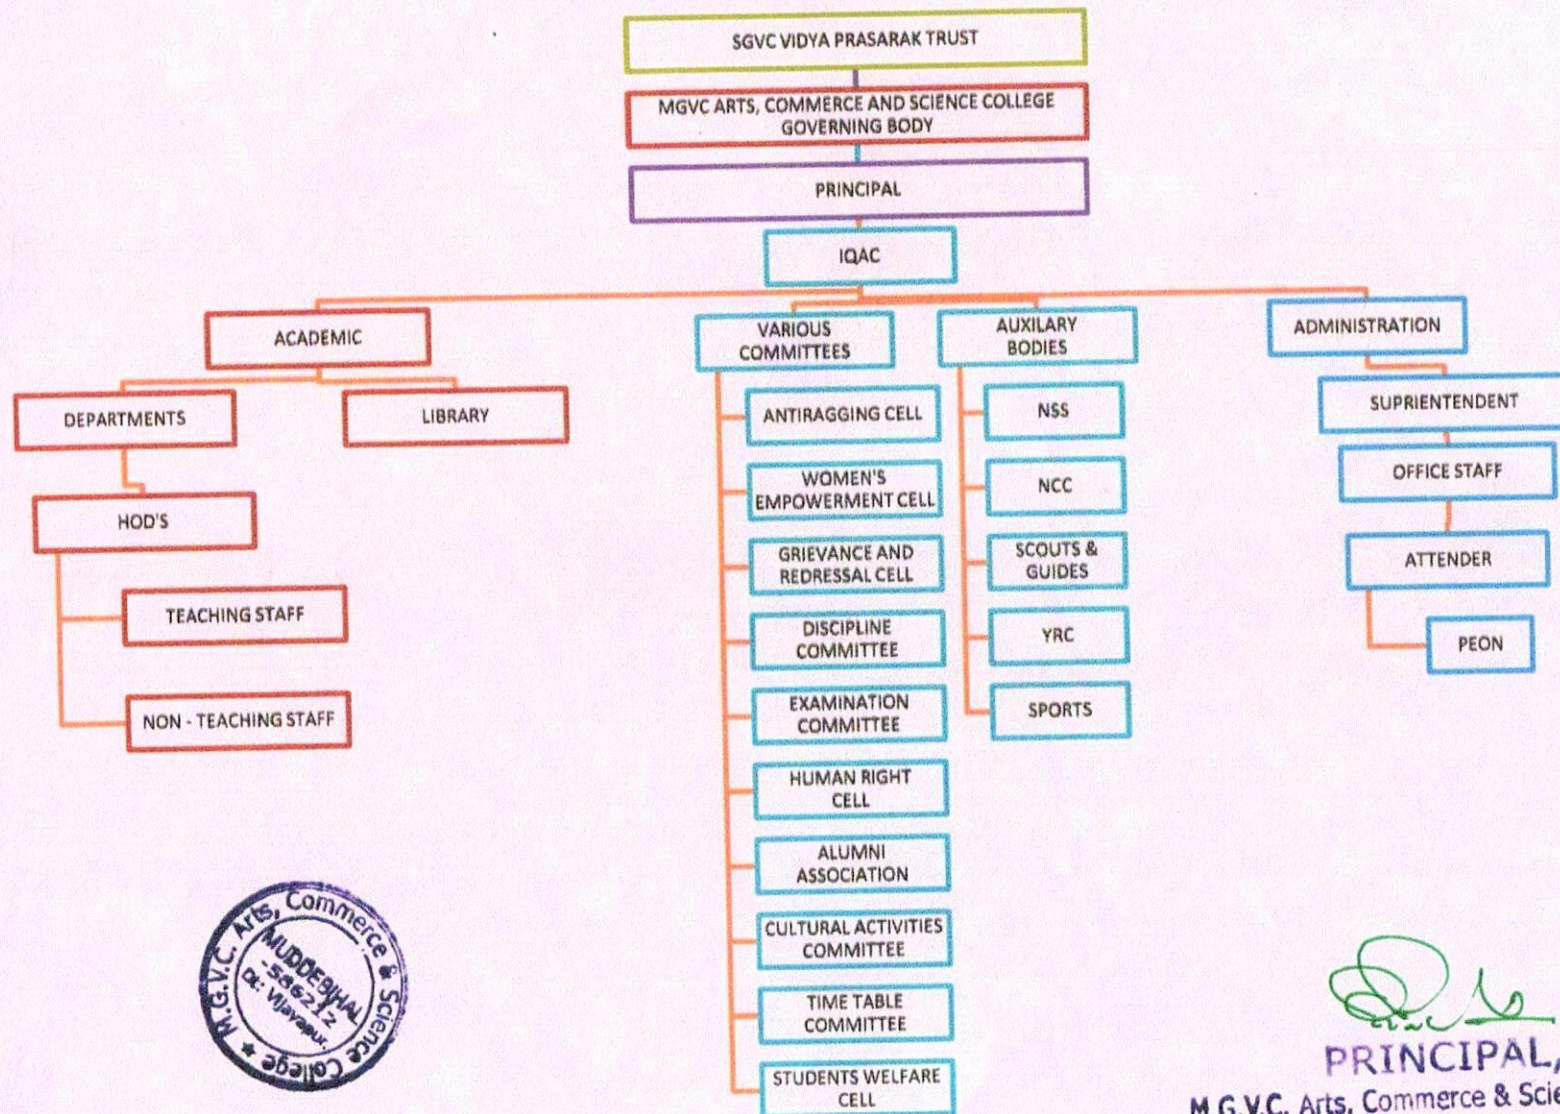 SGVC VIDYA PRASARAK TRUST
MGVC ARTS, COMMERCE AND SCIENCE COLLEGE
GOVERNING BODY
PRINCIPAL
IQAC
ACADEMIC
DEPARTMENTS
LIBRARY
HOD'S
TEACHING STAFF
NON - TEACHING STAFF
VARIOUS
COMMITTEES
ANTIRAGGING CELL
WOMEN'S
EMPOWERMENT CELL
GRIEVANCE AND
REDRESSAL CELL
DISCIPLINE
COMMITTEE
EXAMINATION
COMMITTEE
HUMAN RIGHT
CELL
ALUMNI
ASSOCIATION
CULTURAL ACTIVITIES
COMMITTEE
TIME TABLE
COMMITTEE
STUDENTS WELFARE
CELL
AUXILARY
BODIES
NSS
NCC
SCOUTS &
GUIDES
YRC
SPORTS
ADMINISTRATION
SUPRIENTENDENT
OFFICE STAFF
ATTENDER
PEON
M.G.V.C. Arts, Commerce & Science College ★
MUDDEBIHAL
-586212
Dt: Vijayapur.
PRINCIPAL,
M.G.V.C. Arts, Commerce & Scie